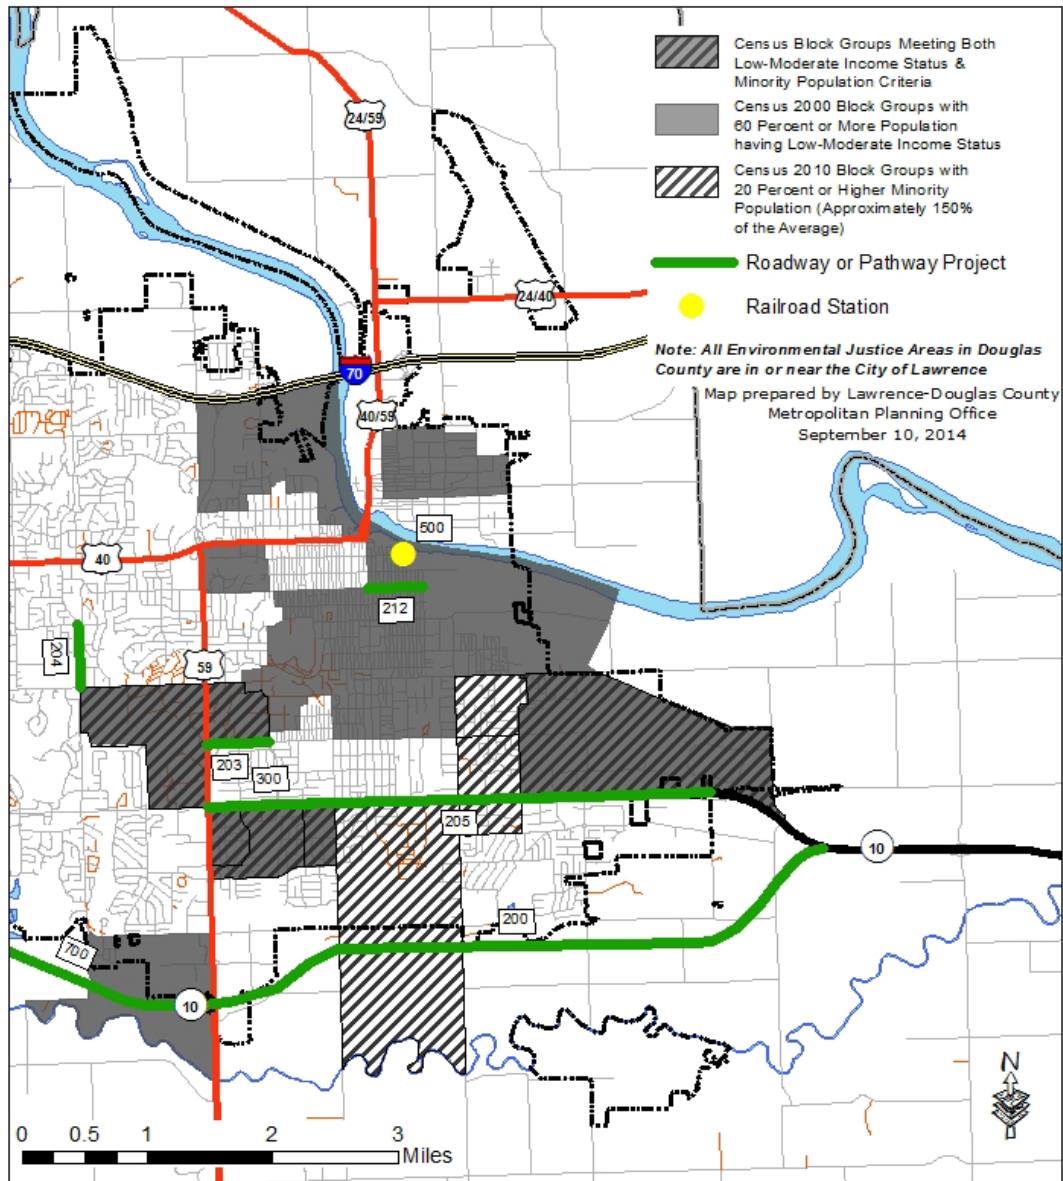 Census Block Groups Meeting Both
Low-Moderate Income Status &
Minority Population Criteria
Census 2000 Block Groups with
60 Percent or More Population
having Low-Moderate Income Status
Census 2010 Block Groups with
20 Percent or Higher Minority
Population (Approximately 150%
of the Average)
Roadway or Pathway Project
Railroad Station
Note: All Environmental Justice Areas in Douglas
County are in or near the City of Lawrence
Map prepared by Lawrence-Douglas County
Metropolitan Planning Office
September 10, 2014
24/59
24/40
70
40/59
500
40
212
204
59
203
300
205
10
200
700
10
N
0 0.5 1 2 3
Miles